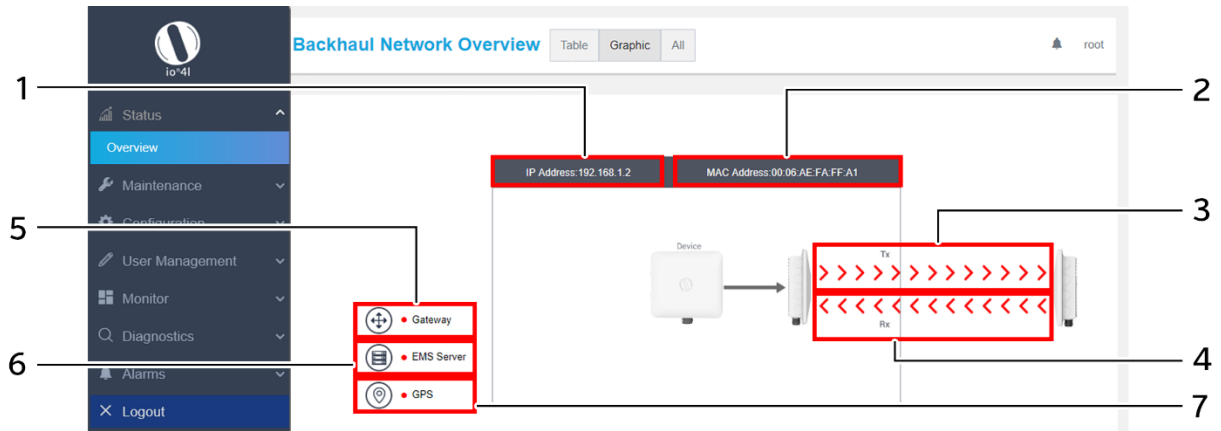 Backhaul Network Overview Table Graphic All root
io°4I
1
2
Status
Overview
IP Address:192.168.1.2 MAC Address:00:06:AE:FA:FF:A1
Maintenance
3
Configuration
5
Device
Tx
User Management
Monitor
Gateway
Rx
Diagnostics
EMS Server
6
4
Alarms
GPS
7
Logout